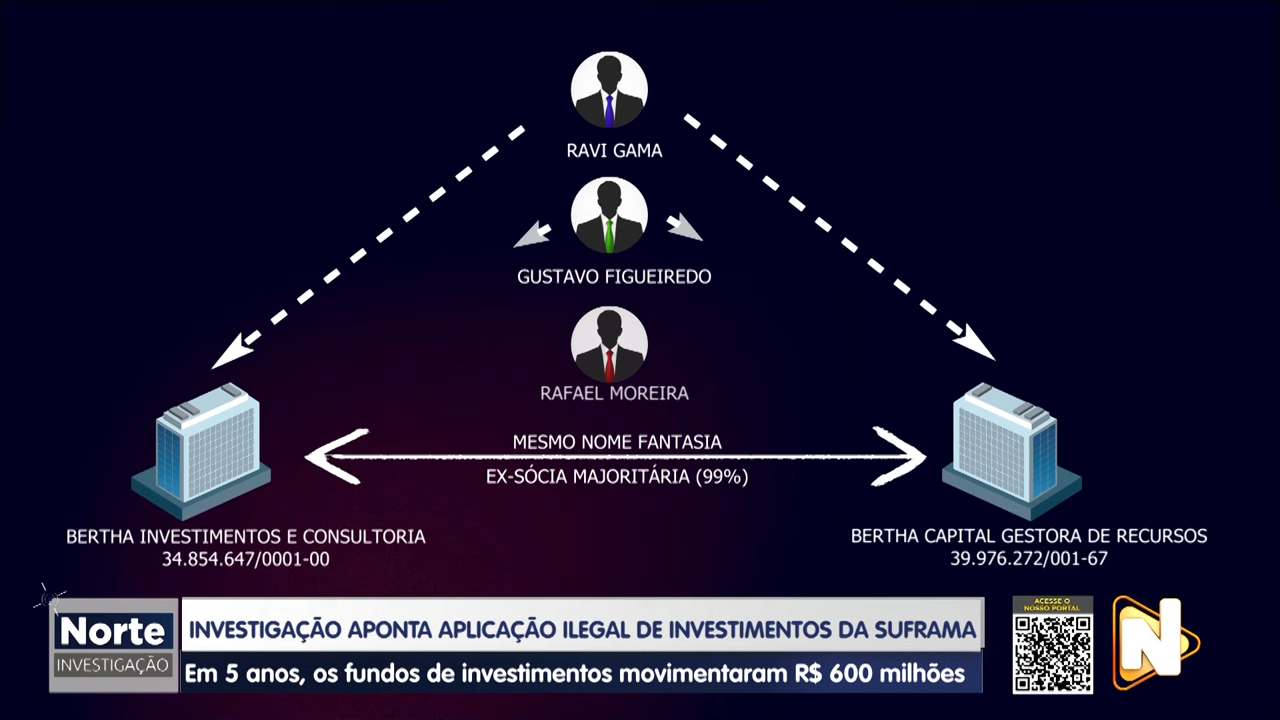 RAVI GAMA
GUSTAVO FIGUEIREDO
RAFAEL MOREIRA
MESMO NOME FANTASIA
EX-SÓCIA MAJORITÁRIA (99%)
BERTHA INVESTIMENTOS E CONSULTORIA
34.854.647/0001-00
BERTHA CAPITAL GESTORA DE RECURSOS
39.976.272/001-67
Norte
INVESTIGAÇÃO
INVESTIGAÇÃO APONTA APLICAÇÃO ILEGAL DE INVESTIMENTOS DA SUFRAMA
Em 5 anos, os fundos de investimentos movimentaram R$ 600 milhões
ACESSE O
NOSSO PORTAL
N